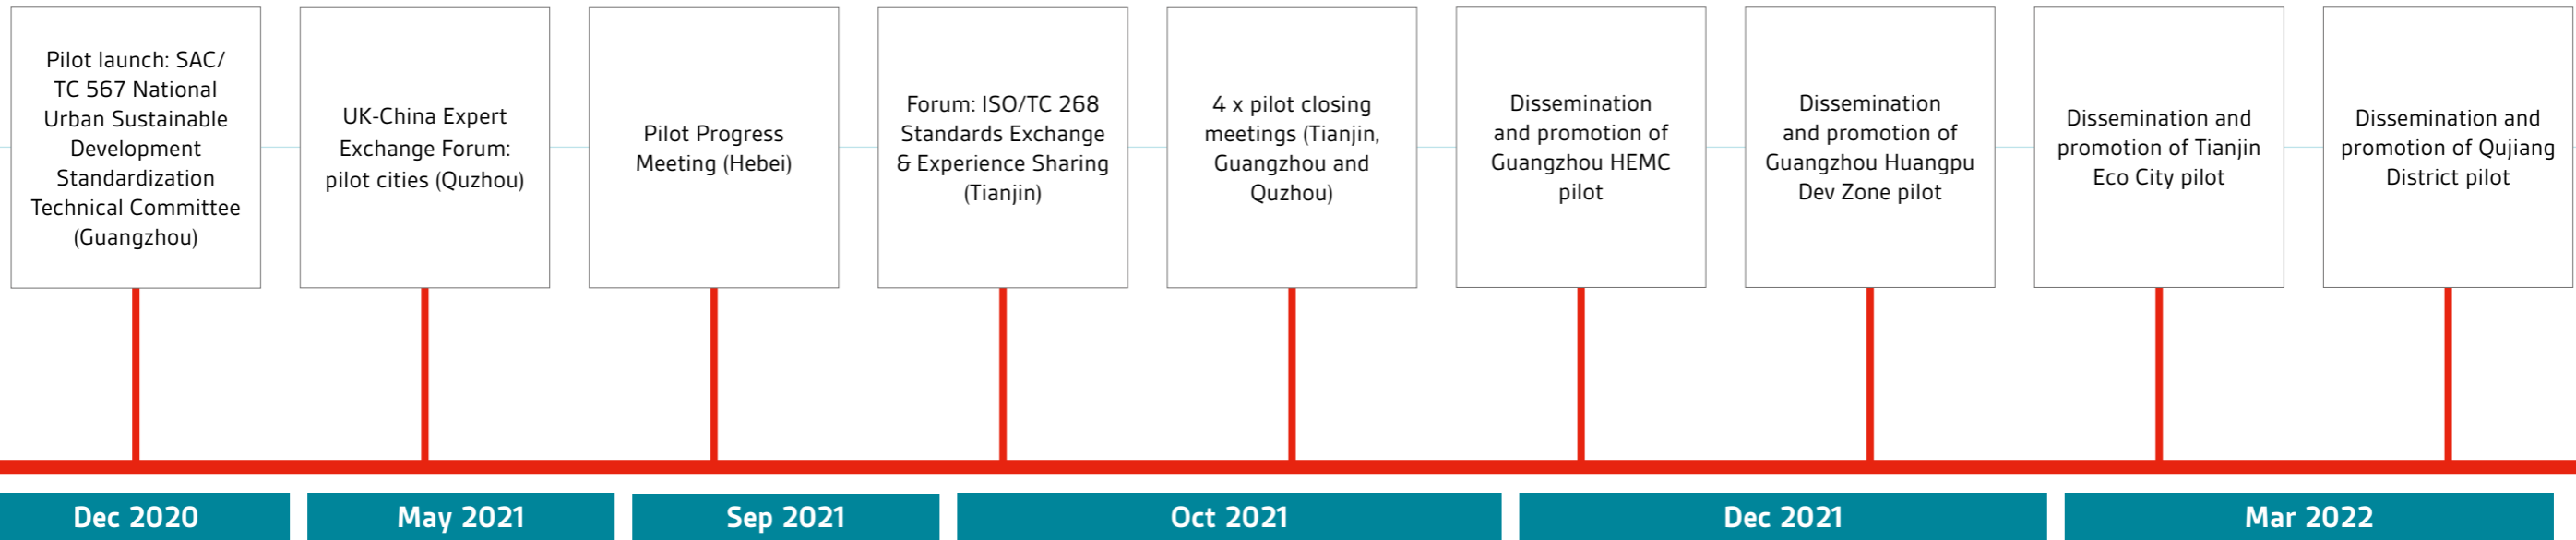 Pilot launch: SAC/
TC 567 National
Urban Sustainable
Development
Standardization
Technical Committee
(Guangzhou)
UK-China Expert
Exchange Forum:
pilot cities (Quzhou)
Pilot Progress
Meeting (Hebei)
Forum: ISO/TC 268
Standards Exchange
& Experience Sharing
(Tianjin)
4 x pilot closing
meetings (Tianjin,
Guangzhou and
Quzhou)
Dissemination
and promotion of
Guangzhou HEMC
pilot
Dissemination
and promotion of
Guangzhou Huangpu
Dev Zone pilot
Dissemination and
promotion of Tianjin
Eco City pilot
Dissemination and
promotion of Qujiang
District pilot
Dec 2020
May 2021
Sep 2021
Oct 2021
Dec 2021
Mar 2022